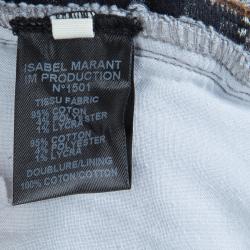 ISABEL MARANT
IM PRODUCTION
N°1501
TISSU FABRIC
95% COTON
4% POLYESTER
1% LYCRA
95% COTON
4% POLYESTER
1% LYCRA
DOUBLURE/LINING
100% COTON/COTTON